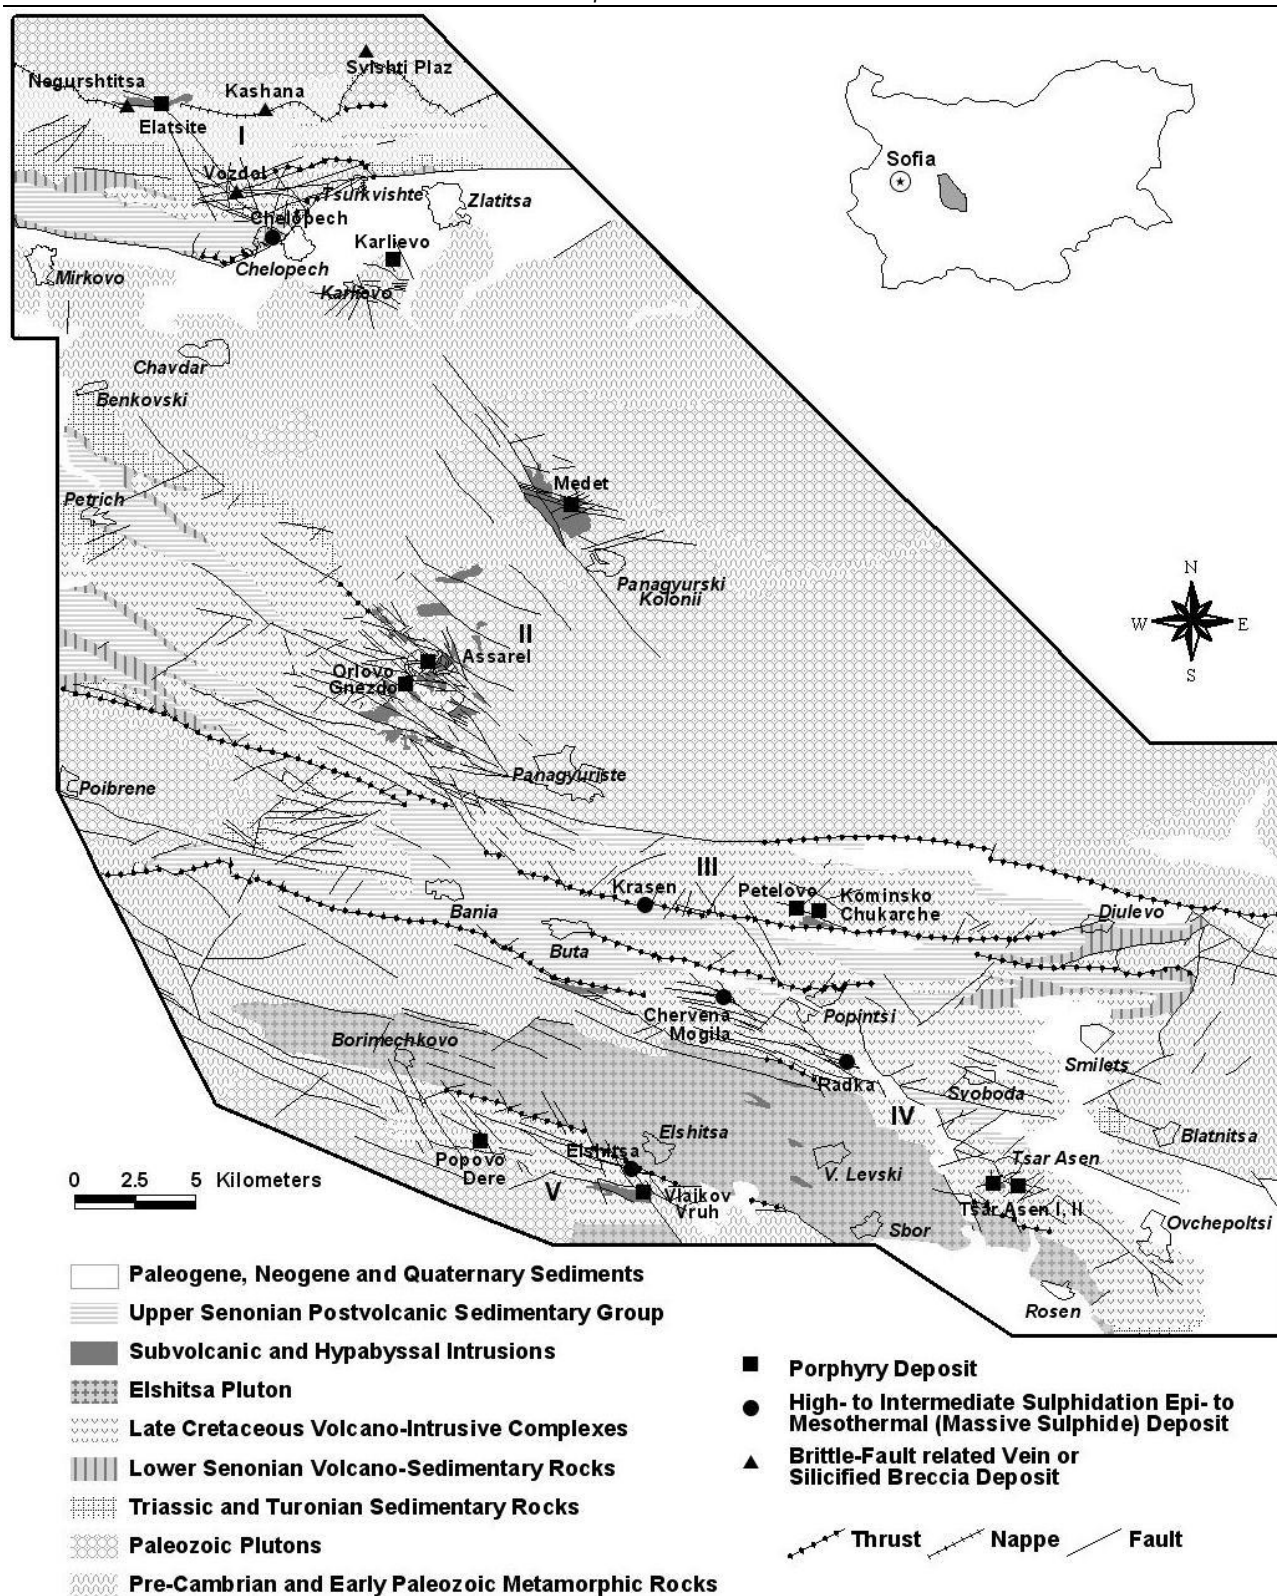 Svishti Plaz
Negurshtitsa
Kashana
Elatsite
I
Sofia
Vozdol
Tsurkvishte
Zlatitsa
Chelopech
Karlievo
Chelopech
Mirkovo
Karlievo
Chavdar
Benkovski
Medet
Petrich
Panagyurski
Kolonii
N
W E
S
II
Assarel
Orlovo
Gnezdo
Panagyuriste
Poibrene
III
Krasen
Petelovo
Kominsko
Chukarche
Bania
Diulevo
Buta
Chervena
Mogila
Popintsi
Borimechkovo
Smilets
Radka
Svoboda
IV
Elshitsa
Blatnitsa
Elshitsa
Popovo
Dere
Tsar Asen
V. Levski
0 2.5 5 Kilometers
V
Vlaikov
Vruh
Tsar Asen I, II
Sbor
Ovchepoltsi
Rosen
Paleogene, Neogene and Quaternary Sediments
Upper Senonian Postvolcanic Sedimentary Group
Subvolcanic and Hypabyssal Intrusions
Elshitsa Pluton
Late Cretaceous Volcano-Intrusive Complexes
Lower Senonian Volcano-Sedimentary Rocks
Triassic and Turonian Sedimentary Rocks
Paleozoic Plutons
Pre-Cambrian and Early Paleozoic Metamorphic Rocks
Porphyry Deposit
High- to Intermediate Sulphidation Epi- to
Mesothermal (Massive Sulphide) Deposit
Brittle-Fault related Vein or
Silicified Breccia Deposit
Thrust Nappe Fault